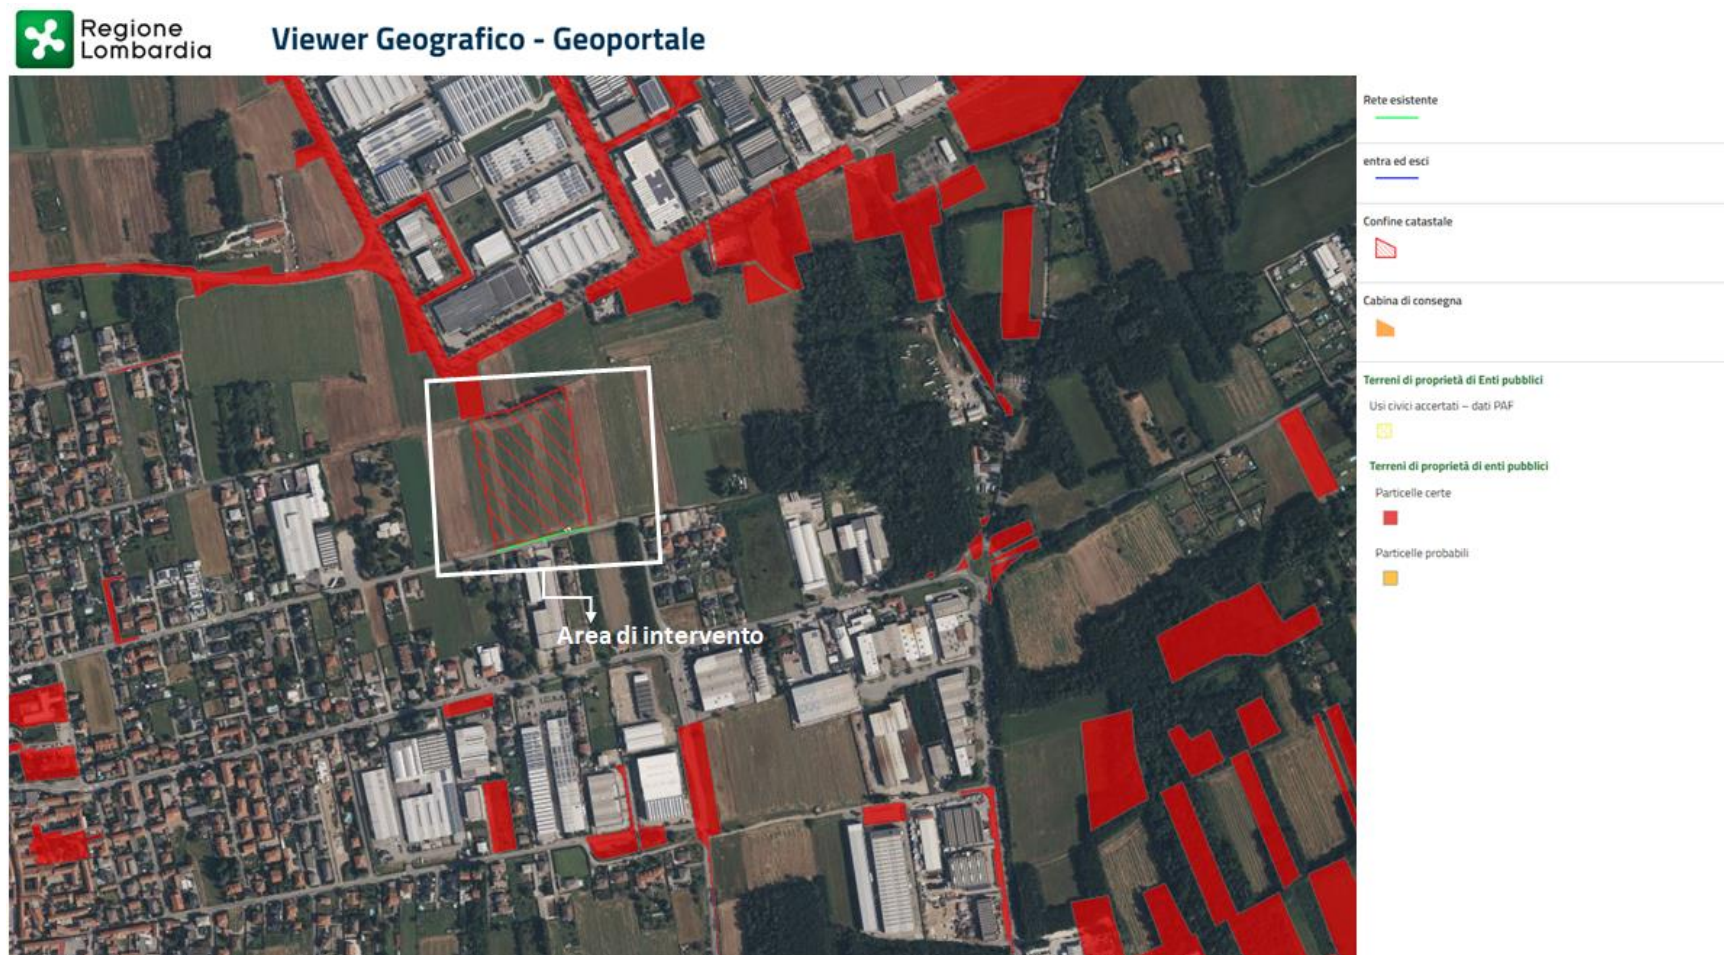 Regione
Lombardia
Viewer Geografico - Geoportale
Rete esistente
entra ed esci
Confine catastale
Cabina di consegna
Terreni di proprietà di Enti pubblici
Usi civici accertati – dati PAF
Terreni di proprietà di enti pubblici
Particelle certe
Particelle probabili
Area di intervento